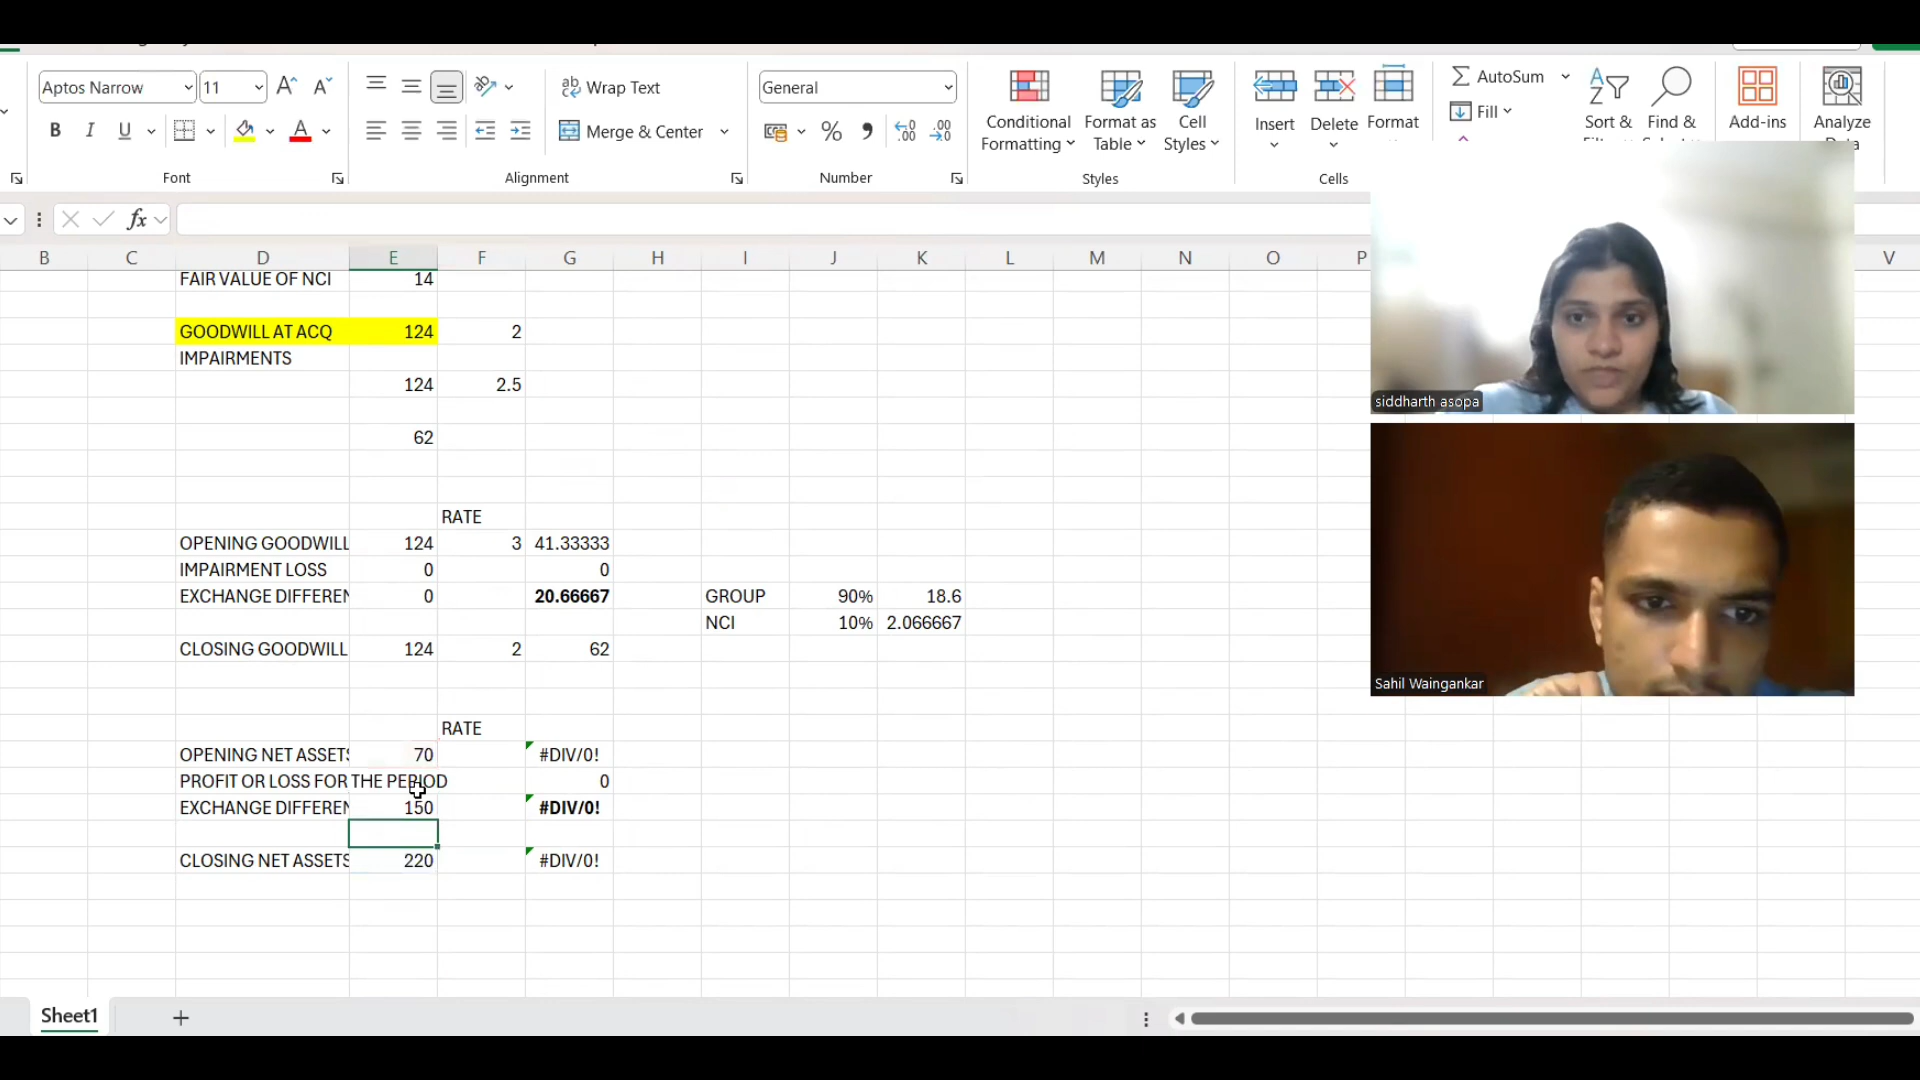 Aptos Narrow 11 Wrap Text General AutoSum
B I U Merge & Center Conditional Formatting Format as Table Cell Styles Insert Delete Format Fill Sort & Find & Add-ins Analyze
Font Alignment Number Styles Cells
fx
B C D E F G H I J K L M N O P V
FAIR VALUE OF NCI 14
GOODWILL AT ACQ 124 2
IMPAIRMENTS
124 2.5
62
RATE
OPENING GOODWILL 124 3 41.33333
IMPAIRMENT LOSS 0 0
EXCHANGE DIFFEREN 0 20.66667 GROUP 90% 18.6
NCI 10% 2.066667
CLOSING GOODWILL 124 2 62
RATE
OPENING NET ASSETS 70 #DIV/0!
PROFIT OR LOSS FOR THE PERIOD 0
EXCHANGE DIFFEREN 150 #DIV/0!
CLOSING NET ASSETS 220 #DIV/0!
siddharth asopa
Sahil Waingankar
Sheet1